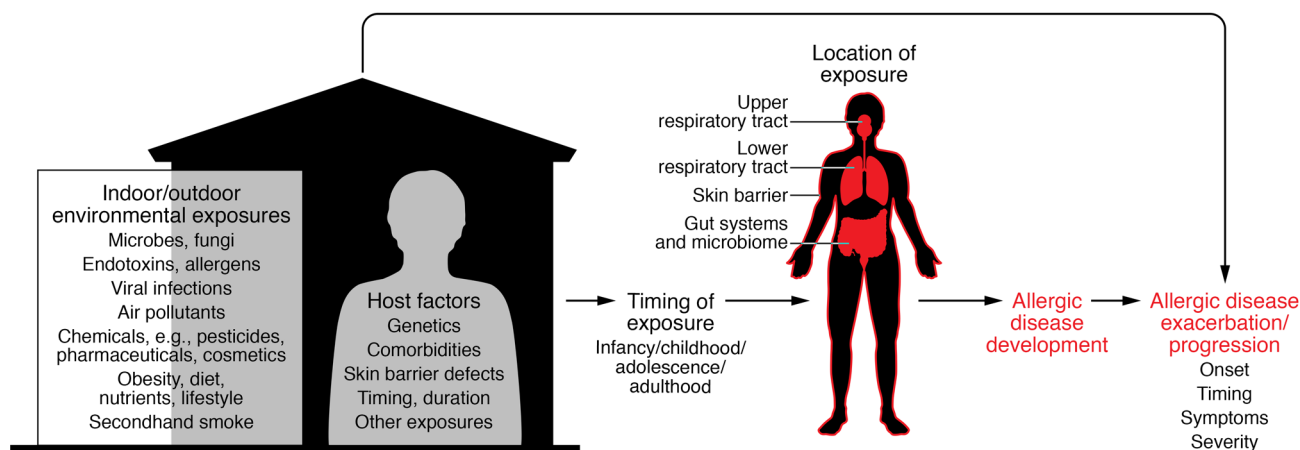 Indoor/outdoor
environmental exposures
Microbes, fungi
Endotoxins, allergens
Viral infections
Air pollutants
Chemicals, e.g., pesticides,
pharmaceuticals, cosmetics
Obesity, diet,
nutrients, lifestyle
Secondhand smoke
Host factors
Genetics
Comorbidities
Skin barrier defects
Timing, duration
Other exposures
Timing of
exposure
Infancy/childhood/
adolescence/
adulthood
Location of
exposure
Upper
respiratory tract
Lower
respiratory tract
Skin barrier
Gut systems
and microbiome
Allergic
disease
development
Allergic disease
exacerbation/
progression
Onset
Timing
Symptoms
Severity